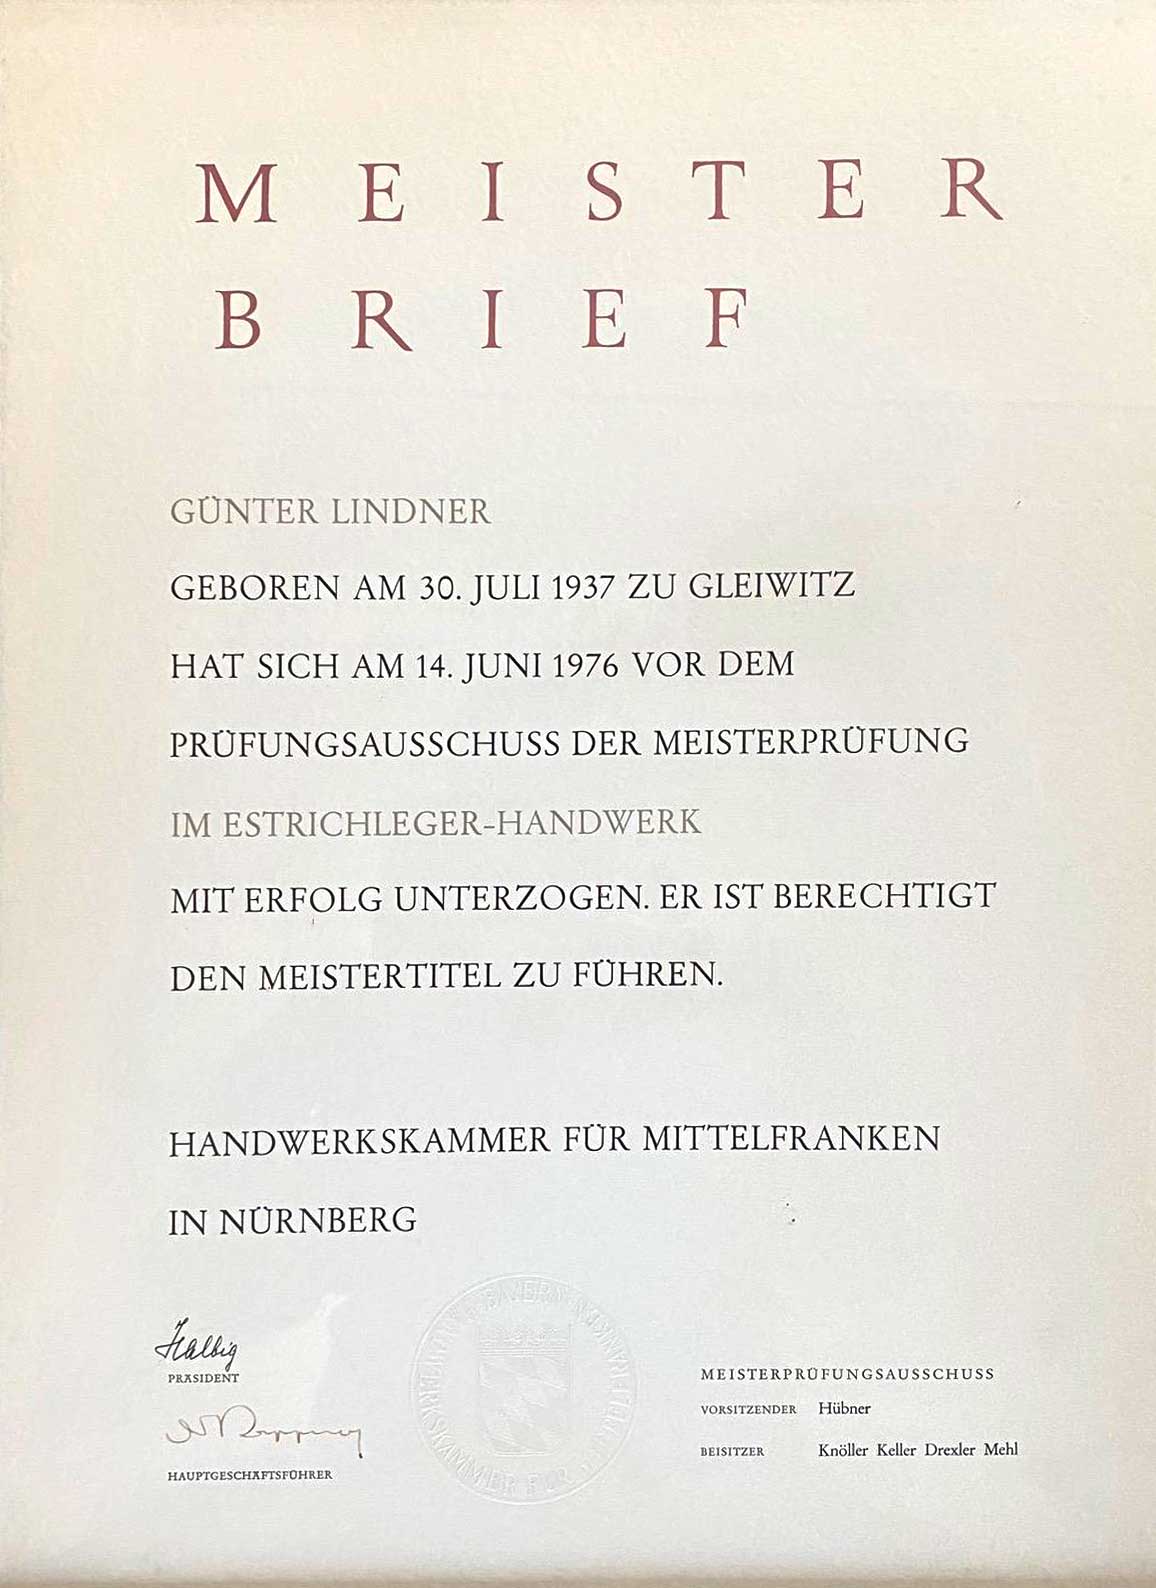 MEISTER
BRIEF
GÜNTER LINDNER
GEBOREN AM 30. JULI 1937 ZU GLEIWITZ
HAT SICH AM 14. JUNI 1976 VOR DEM
PRÜFUNGSAUSSCHUSS DER MEISTERPRÜFUNG
IM ESTRICHLEGER-HANDWERK
MIT ERFOLG UNTERZOGEN. ER IST BERECHTIGT
DEN MEISTERTITEL ZU FÜHREN.
HANDWERKSKAMMER FÜR MITTELFRANKEN
IN NÜRNBERG
Halbig
PRÄSIDENT
HAUPTGESCHÄFTSFÜHRER
MEISTERPRÜFUNGSAUSSCHUSS
VORSITZENDER Hübner
BEISITZER Knöller Keller Drexler Mehl